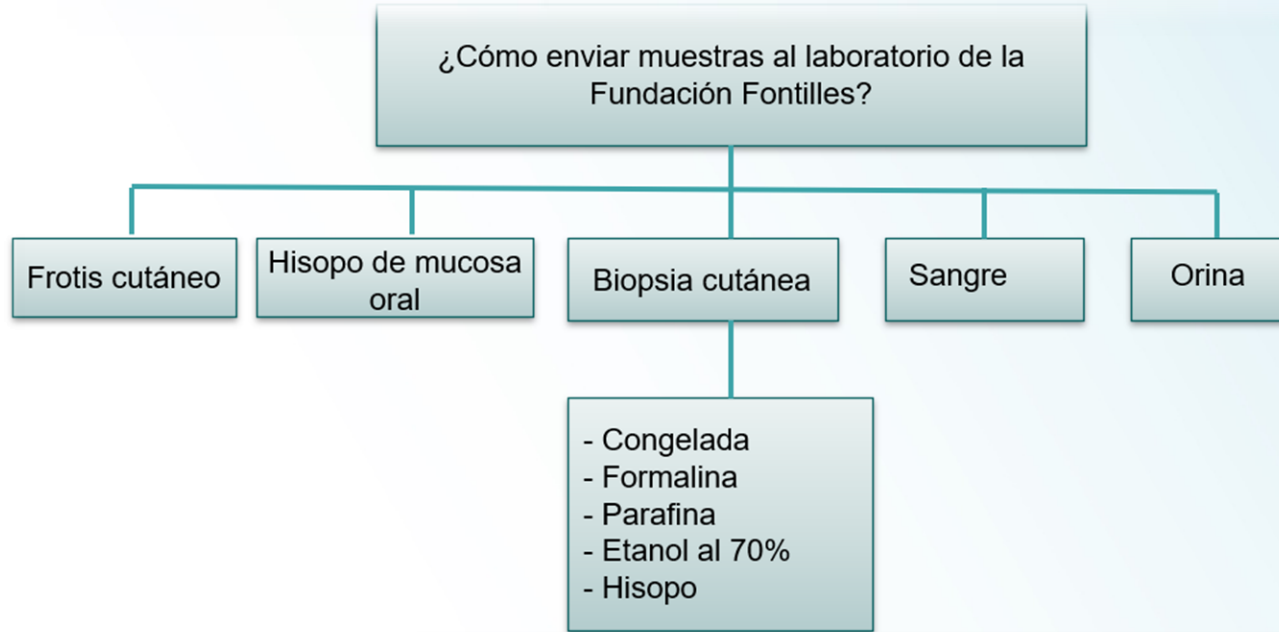 ¿Cómo enviar muestras al laboratorio de la
Fundación Fontilles?
Frotis cutáneo
Hisopo de mucosa
oral
Biopsia cutánea
Sangre
Orina
- Congelada
- Formalina
- Parafina
- Etanol al 70%
- Hisopo